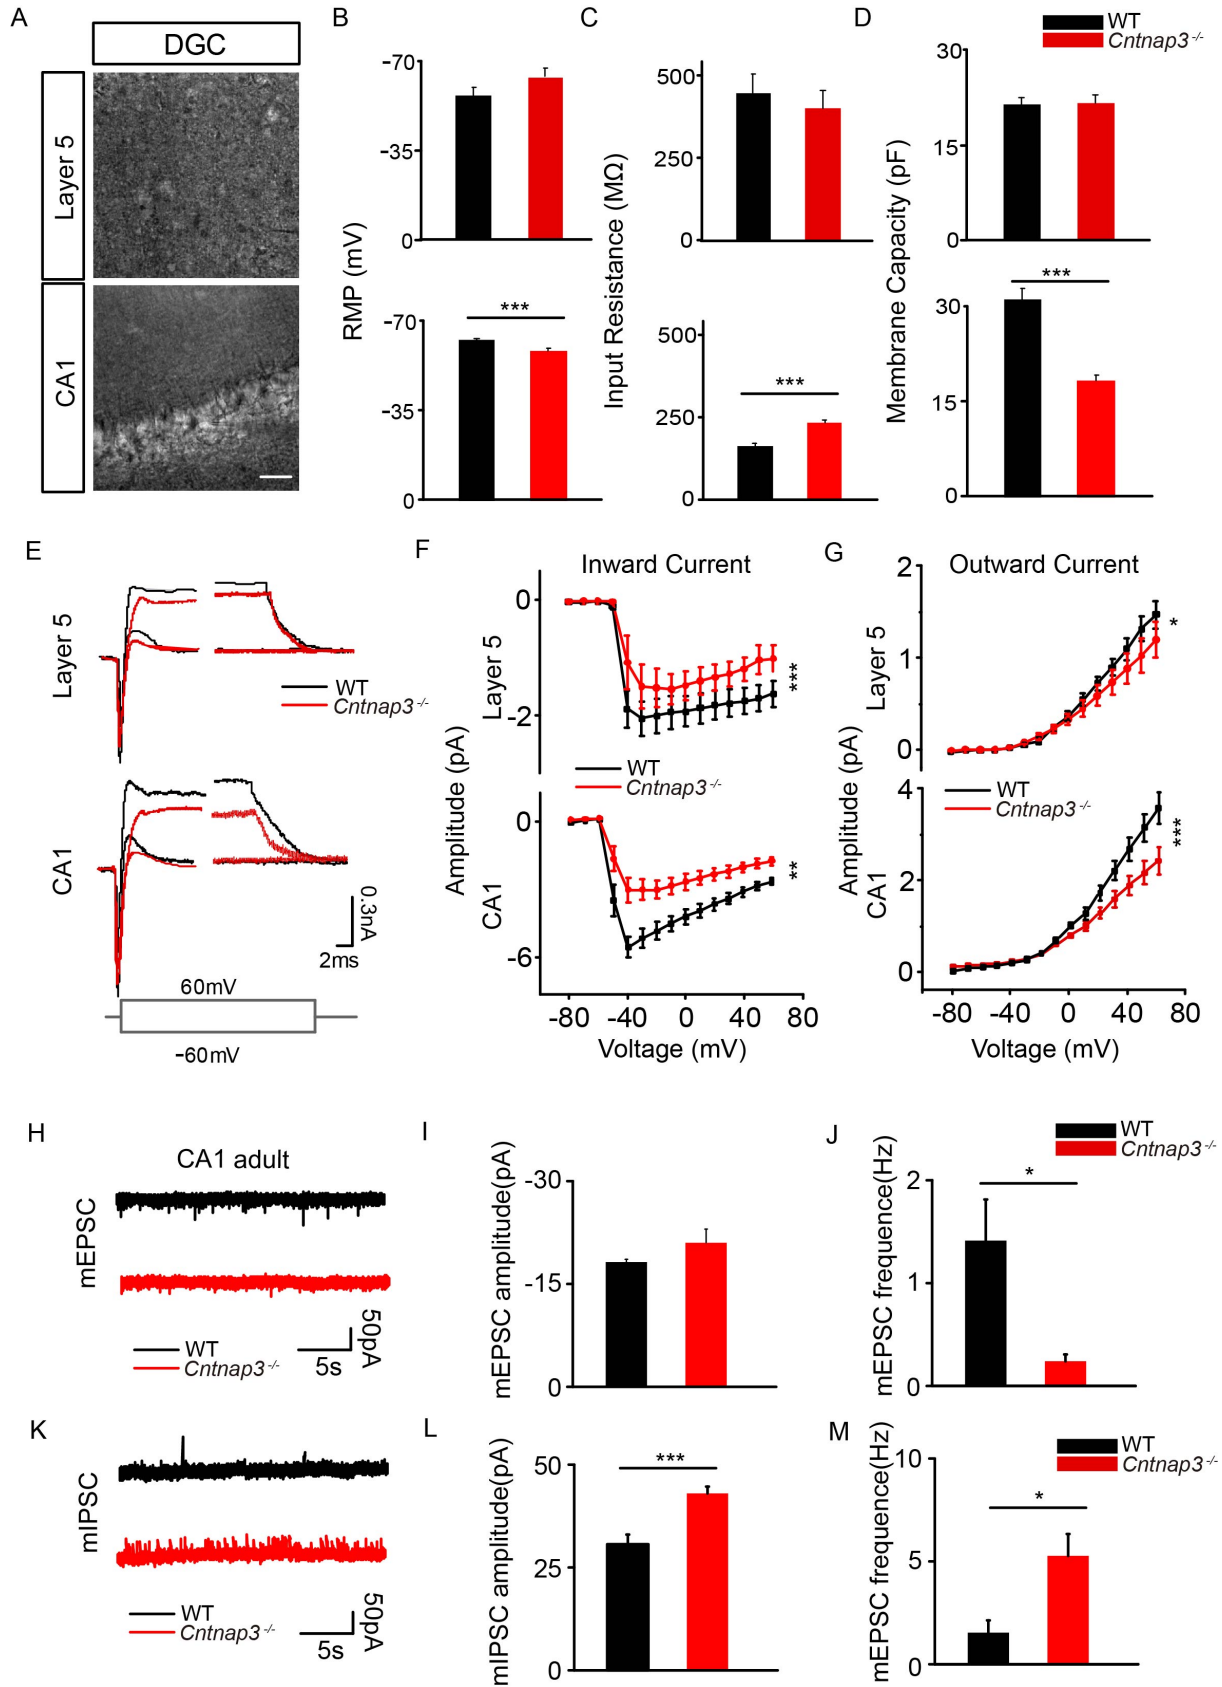 A
DGC
Layer 5
CA1
B
RMP (mV)
-70
-35
0
-70
***
-35
0
C
Input Resistance (MΩ)
500
250
0
500
***
250
0
D
WT
Cntnap3-/-
Membrane Capacity (pF)
30
15
0
***
30
15
0
E
Layer 5
WT
Cntnap3-/-
CA1
0.3nA
2ms
60mV
-60mV
F
Inward Current
Amplitude (pA)
Layer 5
0
-2
***
WT
Cntnap3-/-
CA1
0
-6
**
-80 -40 0 40 80
Voltage (mV)
G
Outward Current
Amplitude (pA)
Layer 5
2
1
0
*
WT
Cntnap3-/-
CA1
4
2
0
***
-80 -40 0 40 80
Voltage (mV)
H
CA1 adult
mEPSC
WT
Cntnap3-/-
5s
50pA
I
mEPSC amplitude(pA)
-30
-15
0
J
WT
Cntnap3-/-
mEPSC frequence(Hz)
2
*
1
0
K
mIPSC
WT
Cntnap3-/-
5s
50pA
L
mIPSC amplitude(pA)
50
***
25
0
M
WT
Cntnap3-/-
mEPSC frequence(Hz)
10
*
5
0